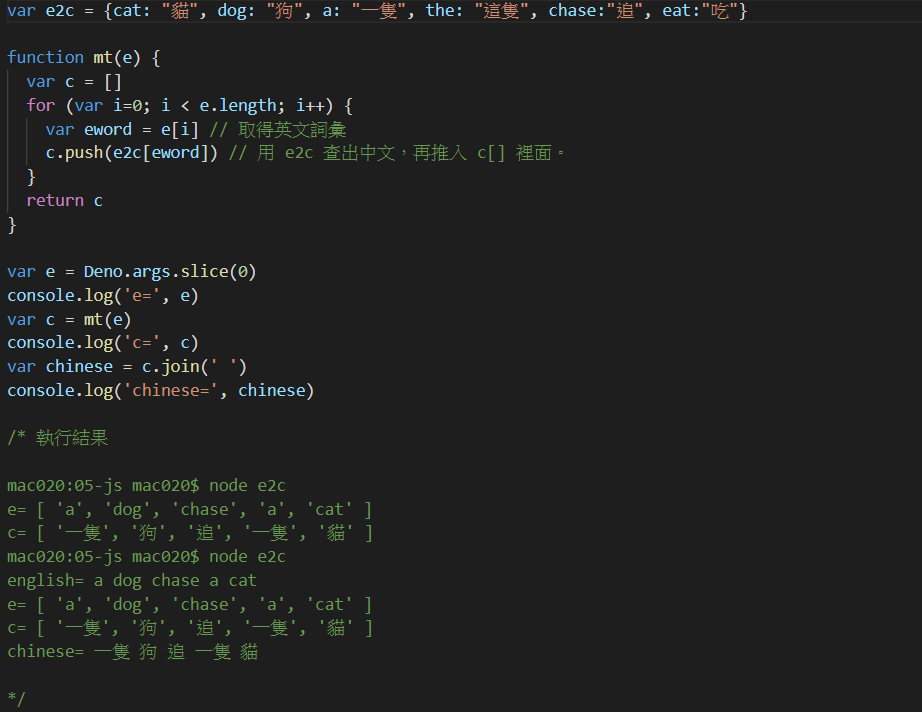 var e2c = {cat: "貓", dog: "狗", a: "一隻", the: "這隻", chase:"追", eat:"吃"}
function mt(e) {
  var c = []
  for (var i=0; i < e.length; i++) {
    var eword = e[i] // 取得英文詞彙
    c.push(e2c[eword]) // 用 e2c 查出中文，再推入 c[] 裡面。
  }
  return c
}
var e = Deno.args.slice(0)
console.log('e=', e)
var c = mt(e)
console.log('c=', c)
var chinese = c.join(' ')
console.log('chinese=', chinese)
/* 執行結果
mac020:05-js mac020$ node e2c
e= [ 'a', 'dog', 'chase', 'a', 'cat' ]
c= [ '一隻', '狗', '追', '一隻', '貓' ]
mac020:05-js mac020$ node e2c
english= a dog chase a cat
e= [ 'a', 'dog', 'chase', 'a', 'cat' ]
c= [ '一隻', '狗', '追', '一隻', '貓' ]
chinese= 一隻 狗 追 一隻 貓
*/